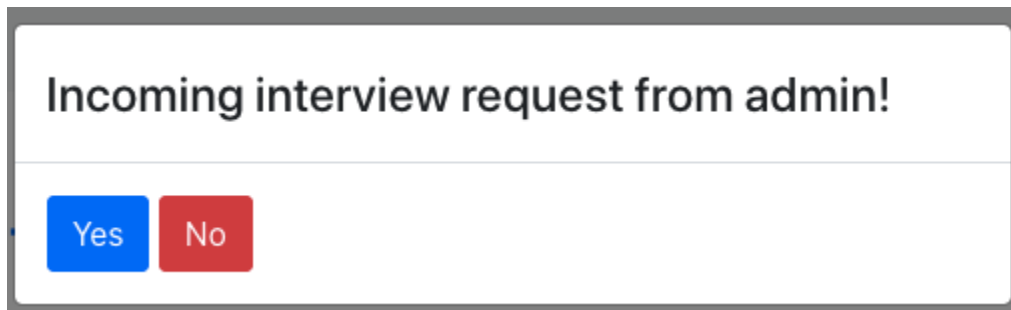 Incoming interview request from admin!
Yes No